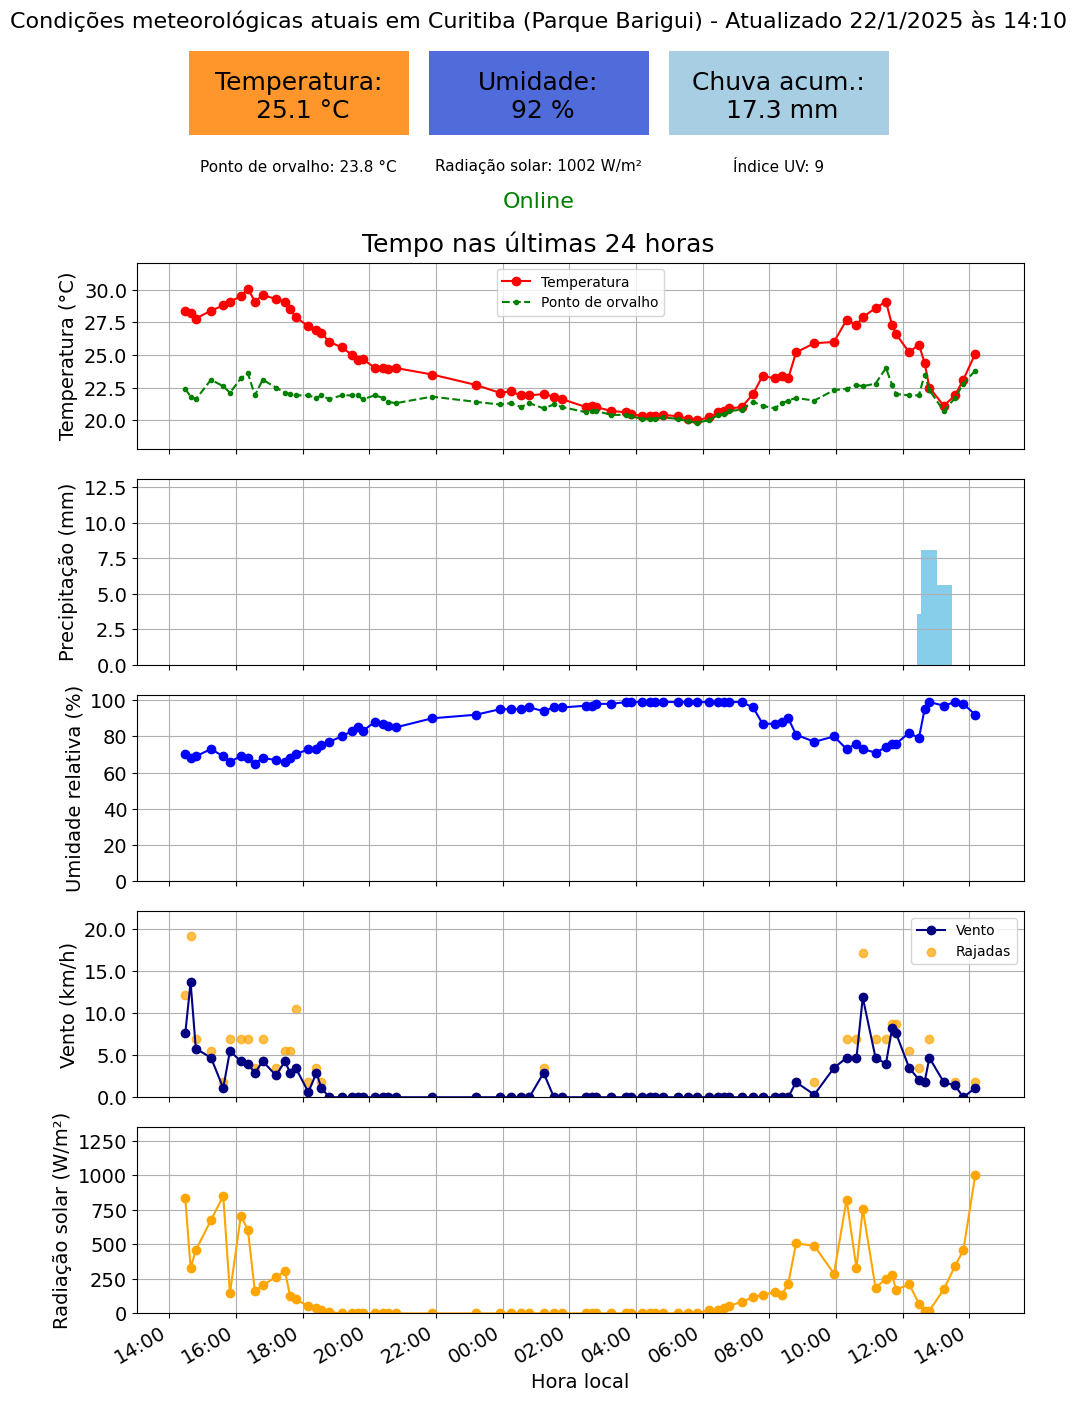 Condições meteorológicas atuais em Curitiba (Parque Barigui) - Atualizado 22/1/2025 às 14:10
Temperatura:
25.1 °C
Umidade:
92 %
Chuva acum.:
17.3 mm
Ponto de orvalho: 23.8 °C
Radiação solar: 1002 W/m²
Índice UV: 9
Online
Tempo nas últimas 24 horas
Temperatura (°C)
30.0
27.5
25.0
22.5
20.0
Temperatura
Ponto de orvalho
Precipitação (mm)
12.5
10.0
7.5
5.0
2.5
0.0
Umidade relativa (%)
100
80
60
40
20
0
Vento (km/h)
20.0
15.0
10.0
5.0
0.0
Vento
Rajadas
Radiação solar (W/m²)
1250
1000
750
500
250
0
14:00
16:00
18:00
20:00
22:00
00:00
02:00
04:00
06:00
08:00
10:00
12:00
14:00
Hora local